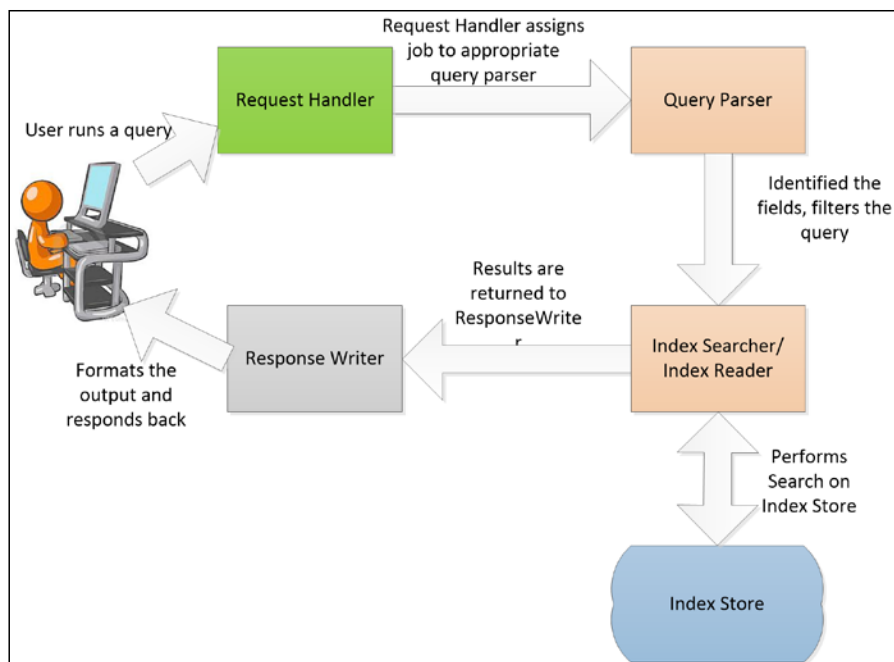 Request Handler assigns
job to appropriate
query parser
Request Handler
Query Parser
User runs a query
Identified the
fields, filters the
query
Results are
returned to
ResponseWrite
r
Index Searcher/
Index Reader
Response Writer
Formats the
output and
responds back
Performs
Search on
Index Store
Index Store